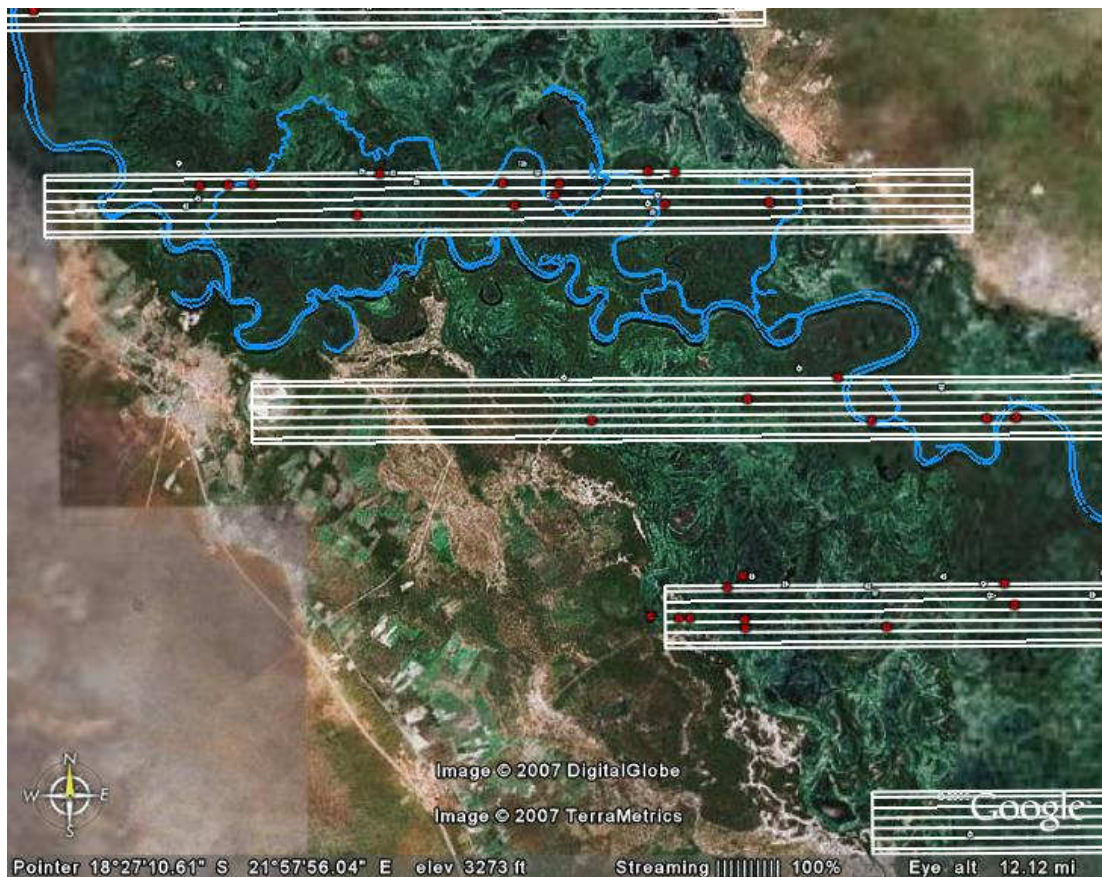 Image © 2007 DigitalGlobe
Google
Image © 2007 TerraMetrics
N
W E
S
Pointer 18°27'10.61" S 21°57'56.04" E elev 3273 ft Streaming |||||||||| 100% Eye alt 12.12 mi